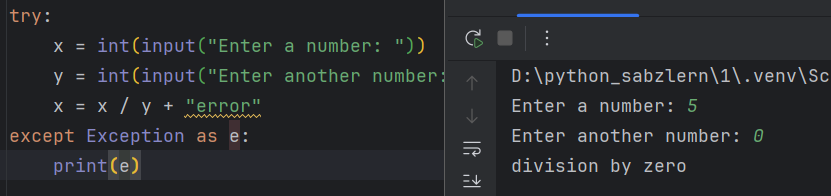 try:
    x = int(input("Enter a number: "))
    y = int(input("Enter another number:
    x = x / y + "error"
except Exception as e:
    print(e)
D:\python_sabzlern\1\.venv\Sc
Enter a number: 5
Enter another number: 0
division by zero